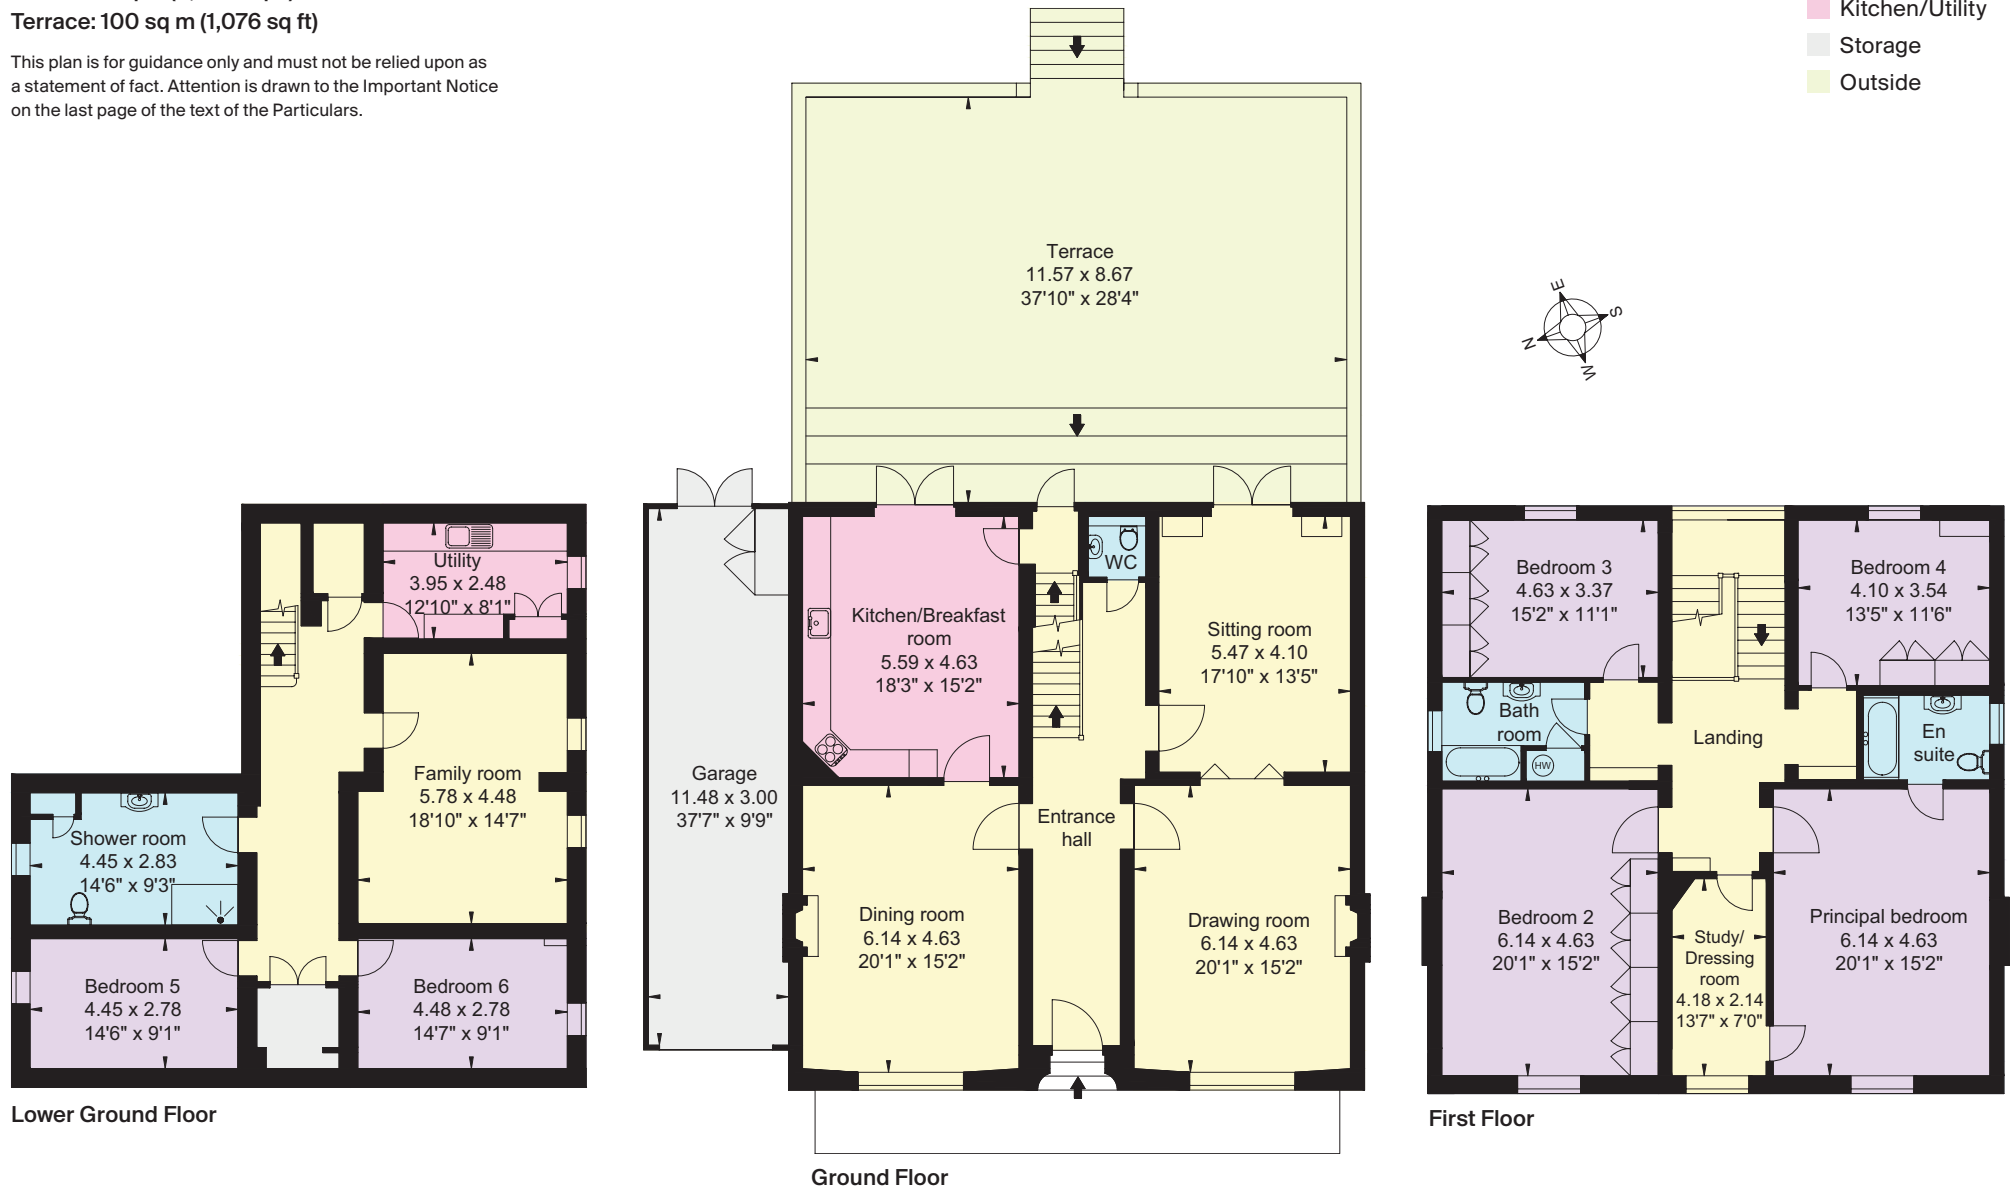 Terrace: 100 sq m (1,076 sq ft)
This plan is for guidance only and must not be relied upon as
a statement of fact. Attention is drawn to the Important Notice
on the last page of the text of the Particulars.
Kitchen/Utility
Storage
Outside
Terrace
11.57 x 8.67
37'10" x 28'4"
E
S
N
W
Utility
3.95 x 2.48
12'10" x 8'1"
Family room
5.78 x 4.48
18'10" x 14'7"
Shower room
4.45 x 2.83
14'6" x 9'3"
Bedroom 5
4.45 x 2.78
14'6" x 9'1"
Bedroom 6
4.48 x 2.78
14'7" x 9'1"
Lower Ground Floor
Garage
11.48 x 3.00
37'7" x 9'9"
Kitchen/Breakfast
room
5.59 x 4.63
18'3" x 15'2"
WC
Sitting room
5.47 x 4.10
17'10" x 13'5"
Entrance
hall
Dining room
6.14 x 4.63
20'1" x 15'2"
Drawing room
6.14 x 4.63
20'1" x 15'2"
Ground Floor
Bedroom 3
4.63 x 3.37
15'2" x 11'1"
Bedroom 4
4.10 x 3.54
13'5" x 11'6"
Bath
room
HW
Landing
En
suite
Bedroom 2
6.14 x 4.63
20'1" x 15'2"
Study/
Dressing
room
4.18 x 2.14
13'7" x 7'0"
Principal bedroom
6.14 x 4.63
20'1" x 15'2"
First Floor